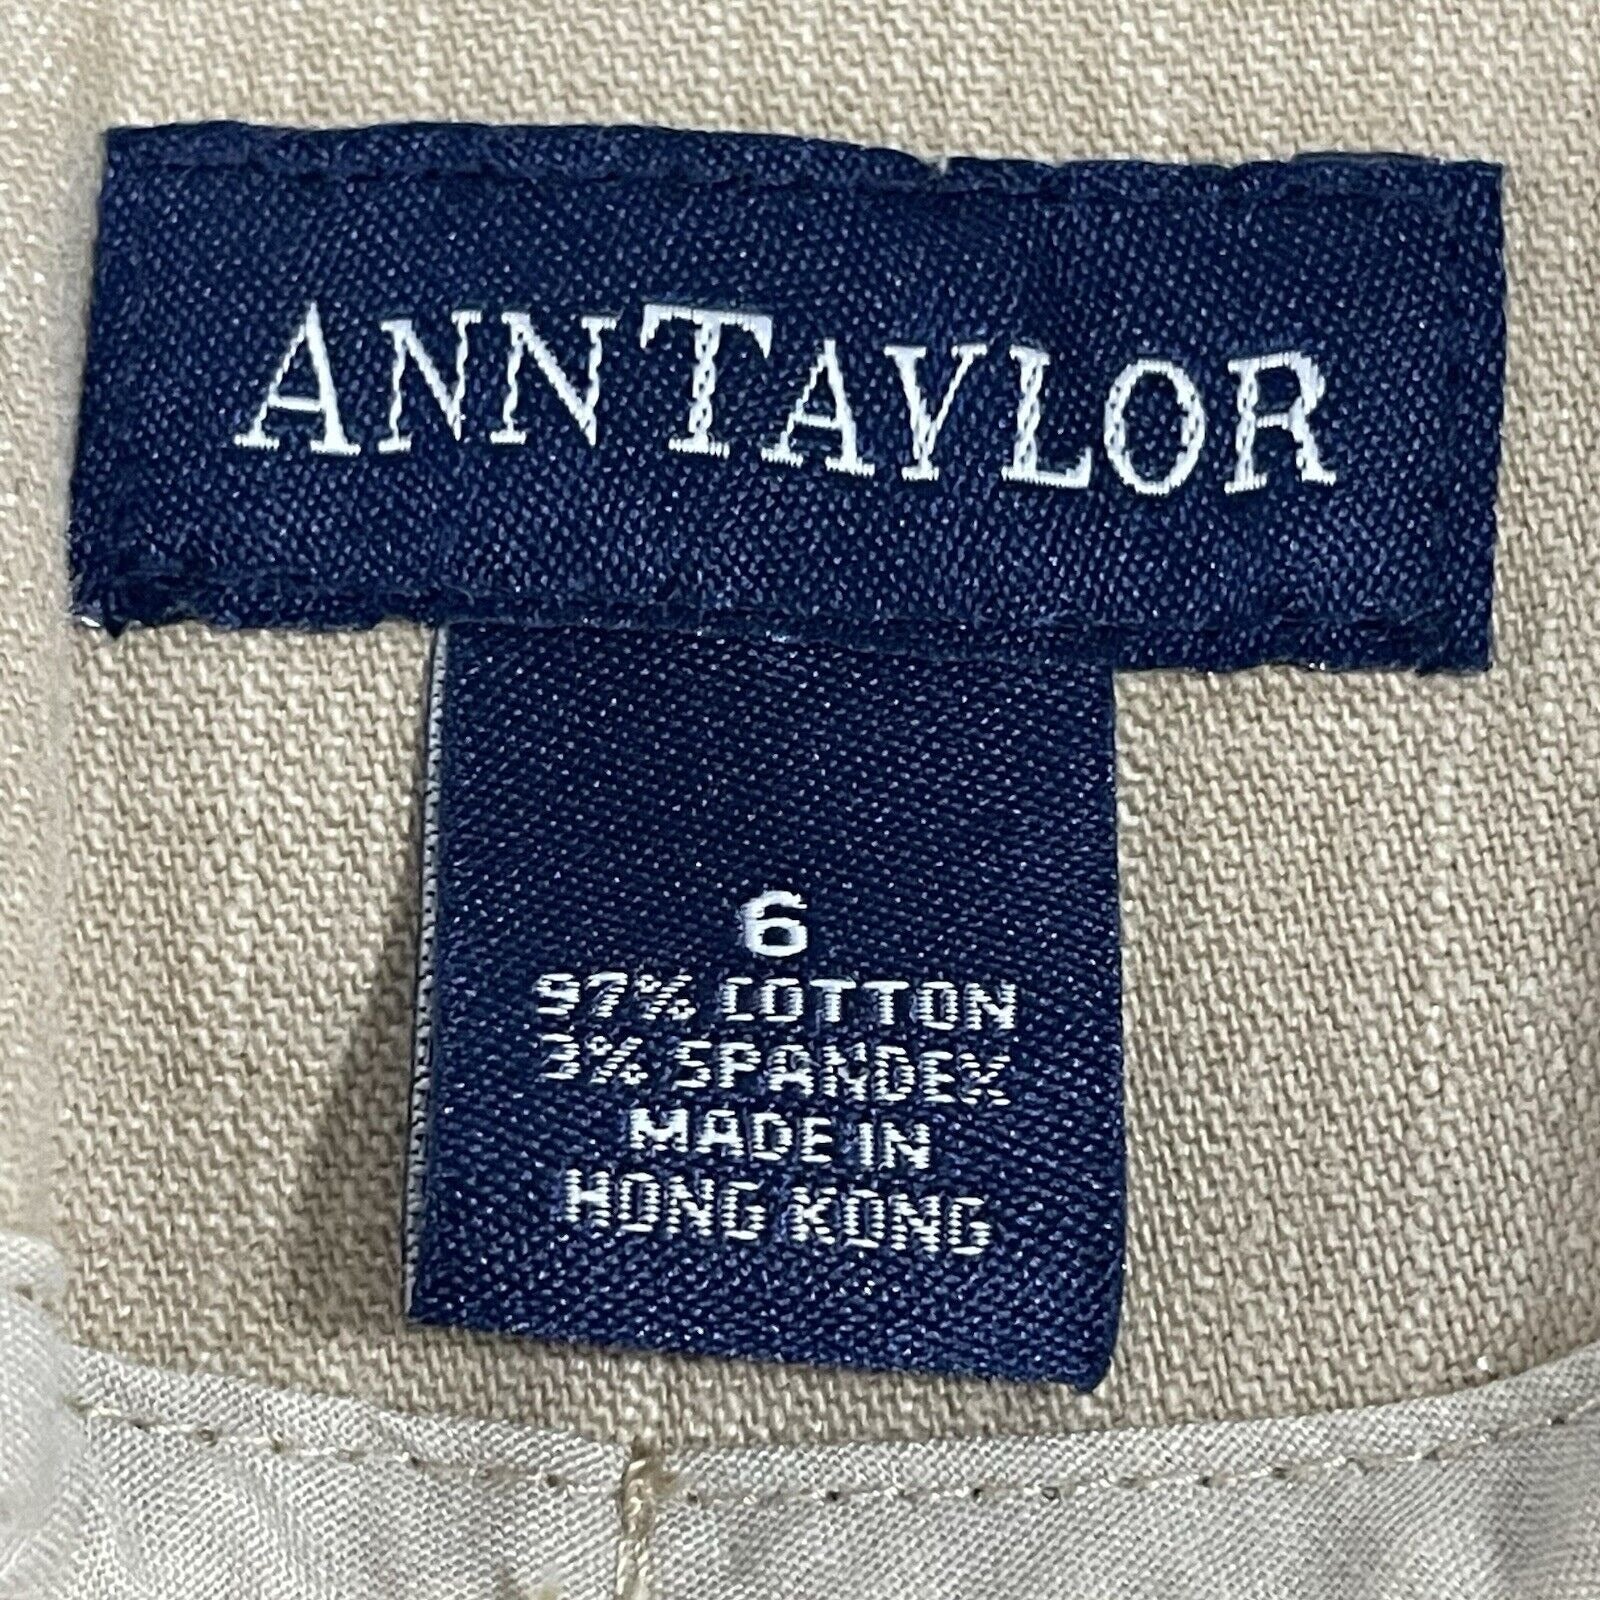 ANNTAYLOR
6
97% COTTON
3% SPANDEX
MADE IN
HONG KONG